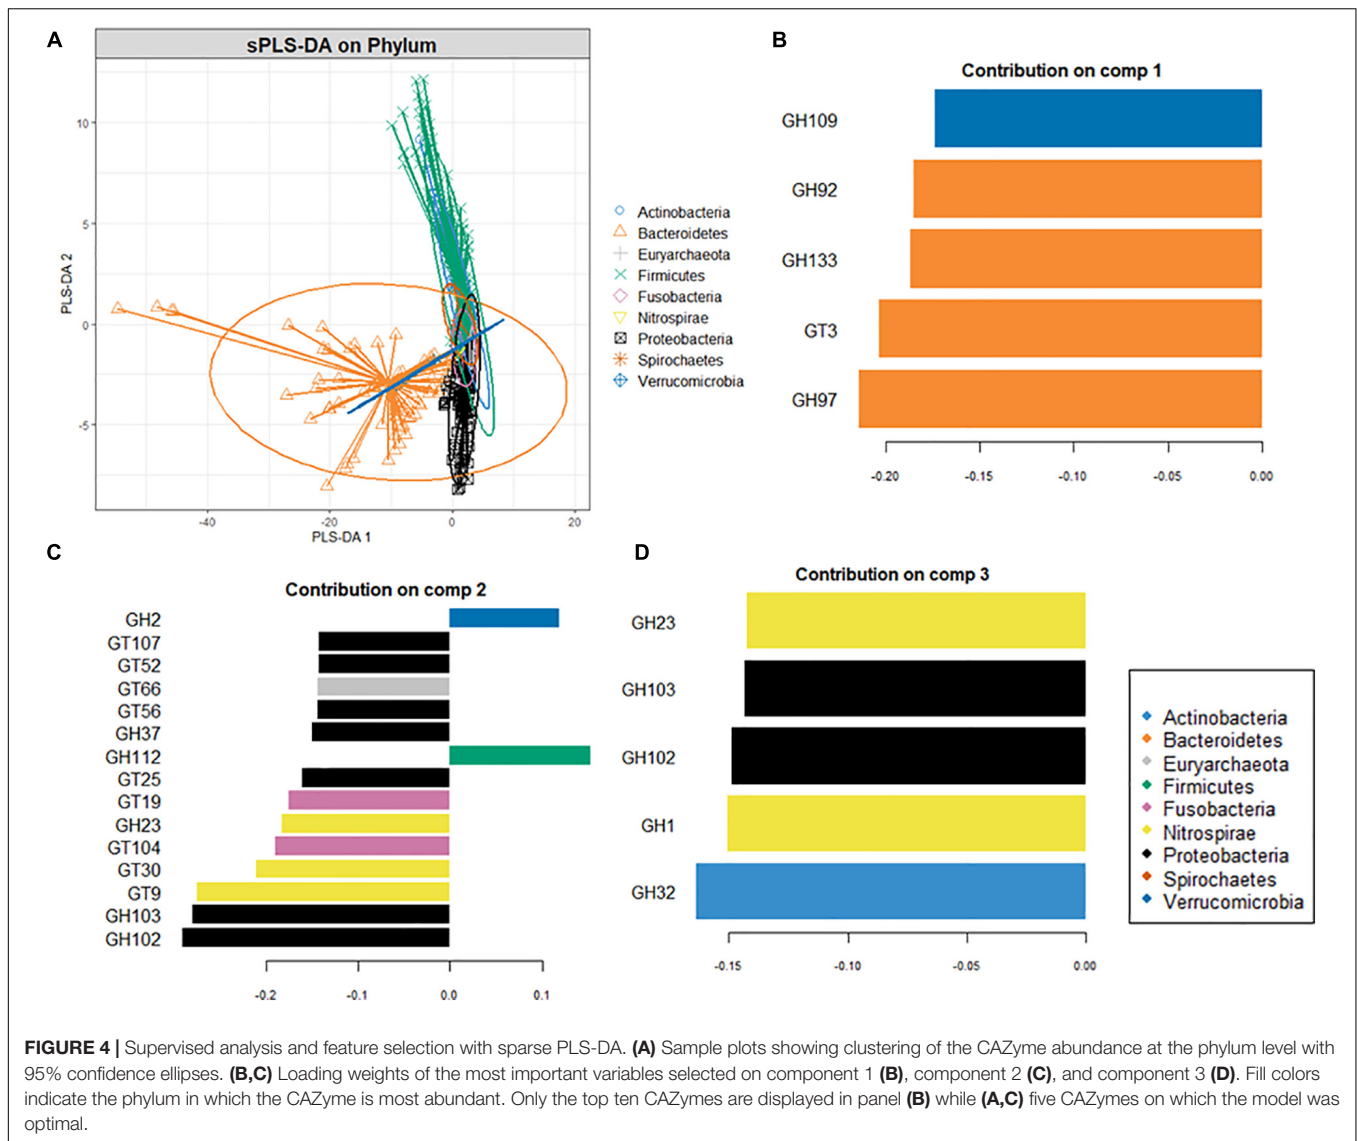 A
sPLS-DA on Phylum
10
5
0
-5
PLS-DA 2
-40
-20
0
20
PLS-DA 1
Actinobacteria
Bacteroidetes
Euryarchaeota
Firmicutes
Fusobacteria
Nitrospirae
Proteobacteria
Spirochaetes
Verrucomicrobia
B
Contribution on comp 1
GH109
GH92
GH133
GT3
GH97
-0.20
-0.15
-0.10
-0.05
0.00
C
Contribution on comp 2
GH2
GT107
GT52
GT66
GT56
GH37
GH112
GT25
GT19
GH23
GT104
GT30
GT9
GH103
GH102
-0.2
-0.1
0.0
0.1
D
Contribution on comp 3
GH23
GH103
GH102
GH1
GH32
-0.15
-0.10
-0.05
0.00
Actinobacteria
Bacteroidetes
Euryarchaeota
Firmicutes
Fusobacteria
Nitrospirae
Proteobacteria
Spirochaetes
Verrucomicrobia
FIGURE 4 | Supervised analysis and feature selection with sparse PLS-DA. (A) Sample plots showing clustering of the CAZyme abundance at the phylum level with
95% confidence ellipses. (B,C) Loading weights of the most important variables selected on component 1 (B), component 2 (C), and component 3 (D). Fill colors
indicate the phylum in which the CAZyme is most abundant. Only the top ten CAZymes are displayed in panel (B) while (A,C) five CAZymes on which the model was
optimal.